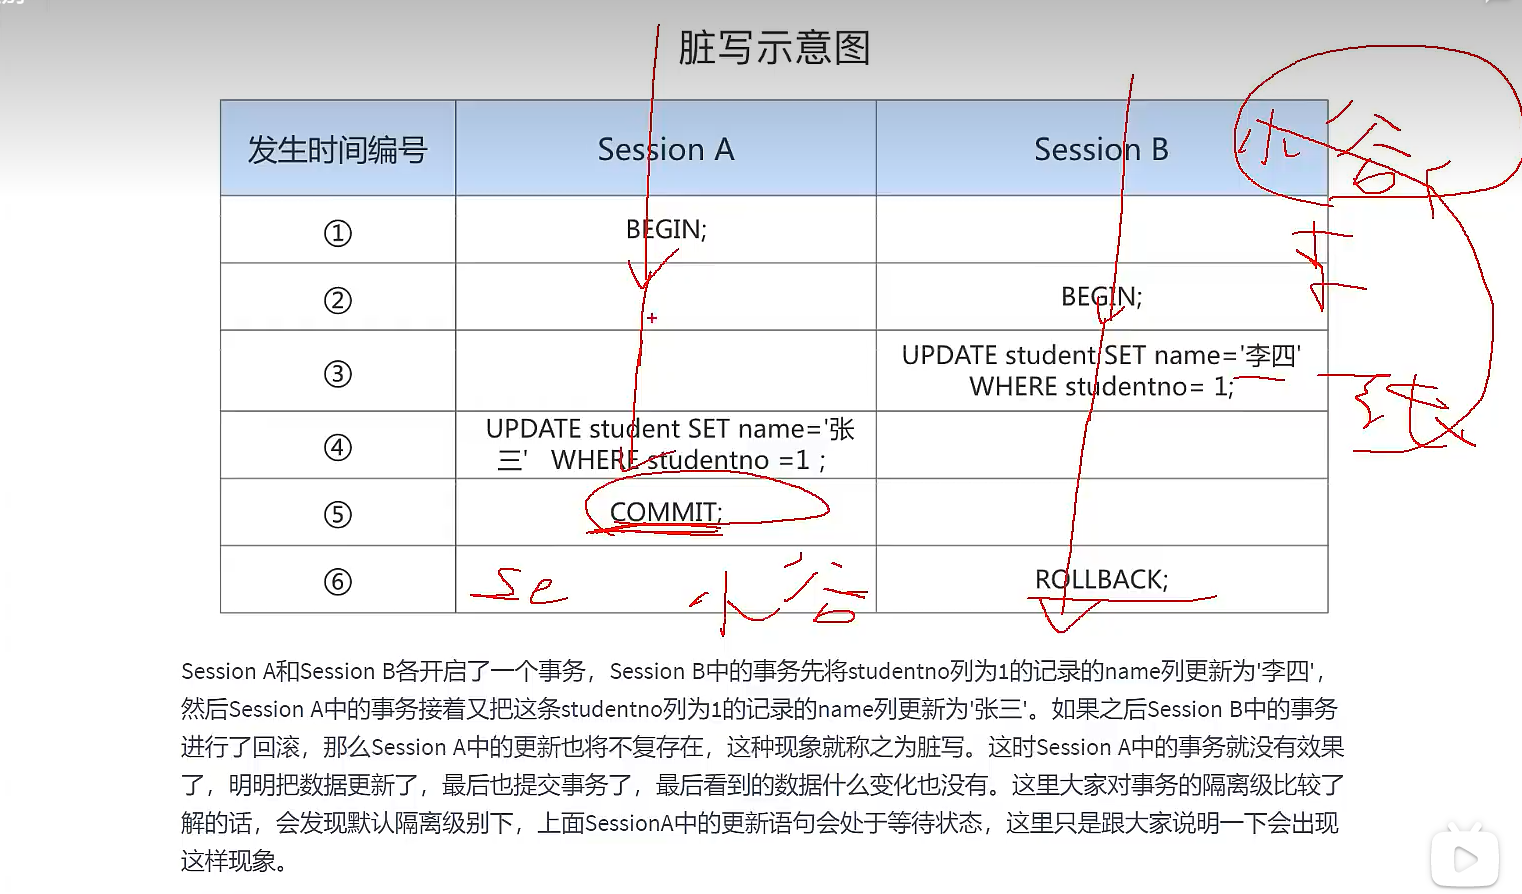 脏写示意图
发生时间编号 Session A Session B
小谷
① BEGIN;
② BEGIN;
③ UPDATE student SET name='李四'
WHERE studentno= 1;
④ UPDATE student SET name='张
三' WHERE studentno =1 ;
⑤ COMMIT;
⑥ ROLLBACK;
Se 小谷
Session A和Session B各开启了一个事务，Session B中的事务先将studentno列为1的记录的name列更新为'李四'，
然后Session A中的事务接着又把这条studentno列为1的记录的name列更新为'张三'。如果之后Session B中的事务
进行了回滚，那么Session A中的更新也将不复存在，这种现象就称之为脏写。这时Session A中的事务就没有效果
了，明明把数据更新了，最后也提交事务了，最后看到的数据什么变化也没有。这里大家对事务的隔离级比较了
解的话，会发现默认隔离级别下，上面SessionA中的更新语句会处于等待状态，这里只是跟大家说明一下会出现
这样现象。